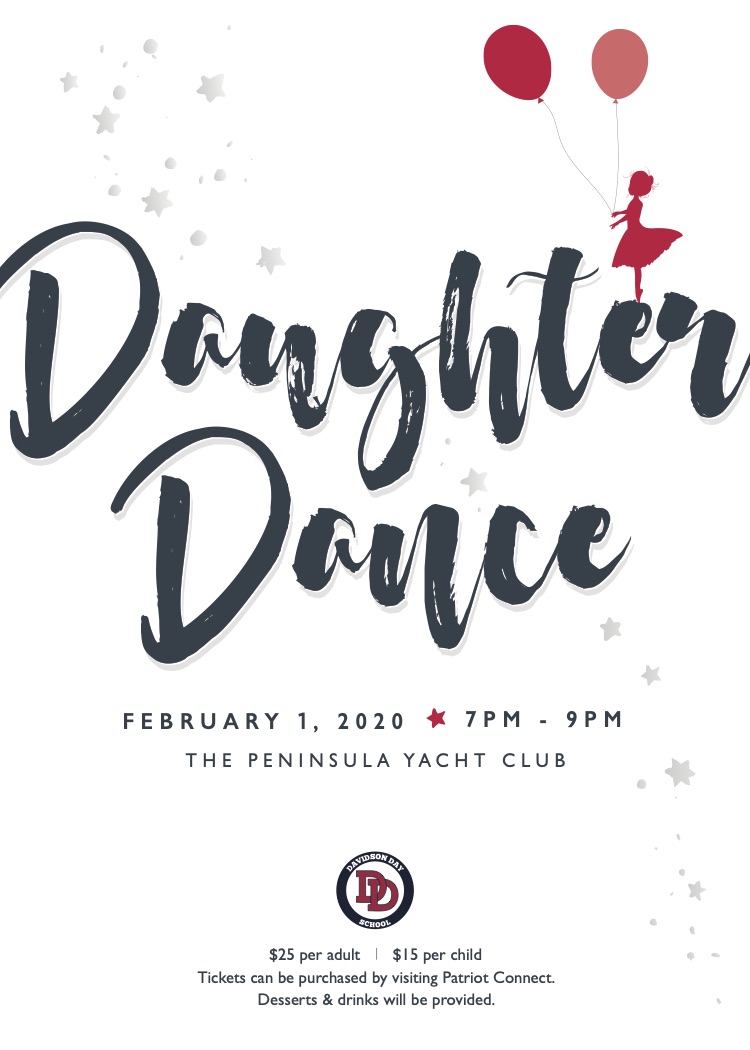 Daughter
Dance
FEBRUARY 1, 2020 ★ 7PM - 9PM
THE PENINSULA YACHT CLUB
DAVIDSON DAY
DD
SCHOOL
$25 per adult | $15 per child
Tickets can be purchased by visiting Patriot Connect.
Desserts & drinks will be provided.